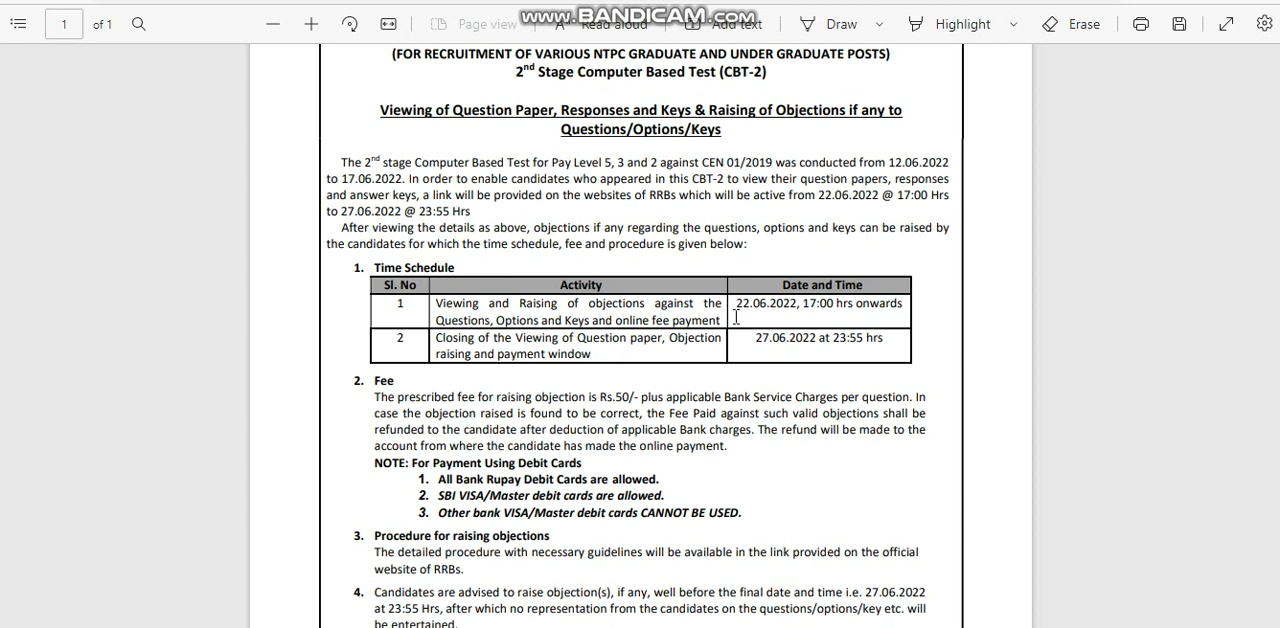 1 of 1 Page view Read aloud Add text Draw Highlight Erase
www.BANDICAM.com
(FOR RECRUITMENT OF VARIOUS NTPC GRADUATE AND UNDER GRADUATE POSTS)
2nd Stage Computer Based Test (CBT-2)
Viewing of Question Paper, Responses and Keys & Raising of Objections if any to
Questions/Options/Keys
The 2nd stage Computer Based Test for Pay Level 5, 3 and 2 against CEN 01/2019 was conducted from 12.06.2022
to 17.06.2022. In order to enable candidates who appeared in this CBT-2 to view their question papers, responses
and answer keys, a link will be provided on the websites of RRBs which will be active from 22.06.2022 @ 17:00 Hrs
to 27.06.2022 @ 23:55 Hrs
After viewing the details as above, objections if any regarding the questions, options and keys can be raised by
the candidates for which the time schedule, fee and procedure is given below:
1. Time Schedule
Sl. No Activity Date and Time
1 Viewing and Raising of objections against the 22.06.2022, 17:00 hrs onwards
Questions, Options and Keys and online fee payment
2 Closing of the Viewing of Question paper, Objection 27.06.2022 at 23:55 hrs
raising and payment window
2. Fee
The prescribed fee for raising objection is Rs.50/- plus applicable Bank Service Charges per question. In
case the objection raised is found to be correct, the Fee Paid against such valid objections shall be
refunded to the candidate after deduction of applicable Bank charges. The refund will be made to the
account from where the candidate has made the online payment.
NOTE: For Payment Using Debit Cards
1. All Bank Rupay Debit Cards are allowed.
2. SBI VISA/Master debit cards are allowed.
3. Other bank VISA/Master debit cards CANNOT BE USED.
3. Procedure for raising objections
The detailed procedure with necessary guidelines will be available in the link provided on the official
website of RRBs.
4. Candidates are advised to raise objection(s), if any, well before the final date and time i.e. 27.06.2022
at 23:55 Hrs, after which no representation from the candidates on the questions/options/key etc. will
be entertained.